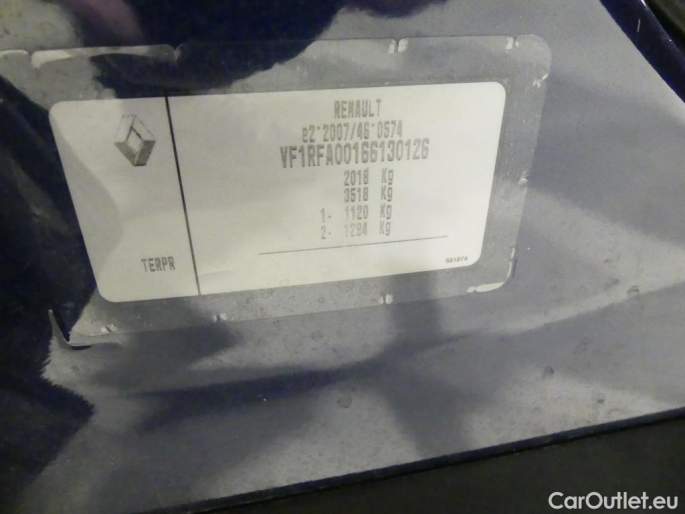 RENAULT
e2*2007/46*0574
VF1RFA00166130126
2018 Kg
3518 Kg
1- 1120 Kg
2- 1284 Kg
TERPR
CarOutlet.eu